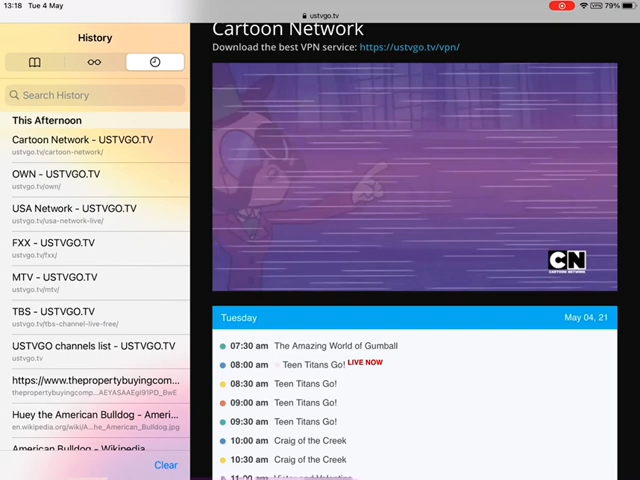 13:18 Tue 4 May
ustvgo.tv
VPN 79%
History
Search History
This Afternoon
Cartoon Network - USTVGO.TV
ustvgo.tv/cartoon-network/
OWN - USTVGO.TV
ustvgo.tv/own/
USA Network - USTVGO.TV
ustvgo.tv/usa-network-live/
FXX - USTVGO.TV
ustvgo.tv/fxx/
MTV - USTVGO.TV
ustvgo.tv/mtv/
TBS - USTVGO.TV
ustvgo.tv/tbs-channel-live-free/
USTVGO channels list - USTVGO.TV
ustvgo.tv
https://www.thepropertybuyingcom...
Huey the American Bulldog - Ameri...
en.wikipedia.org/wiki/A...he_American_Bulldog.jpg
American Bulldog - Wikipedia
Clear
Cartoon Network
Download the best VPN service: https://ustvgo.tv/vpn/
CN
CARTOON NETWORK
Tuesday May 04, 21
07:30 am The Amazing World of Gumball
08:00 am Teen Titans Go! LIVE NOW
08:30 am Teen Titans Go!
09:00 am Teen Titans Go!
09:30 am Teen Titans Go!
10:00 am Craig of the Creek
10:30 am Craig of the Creek
11:00 am Victor and Valentino